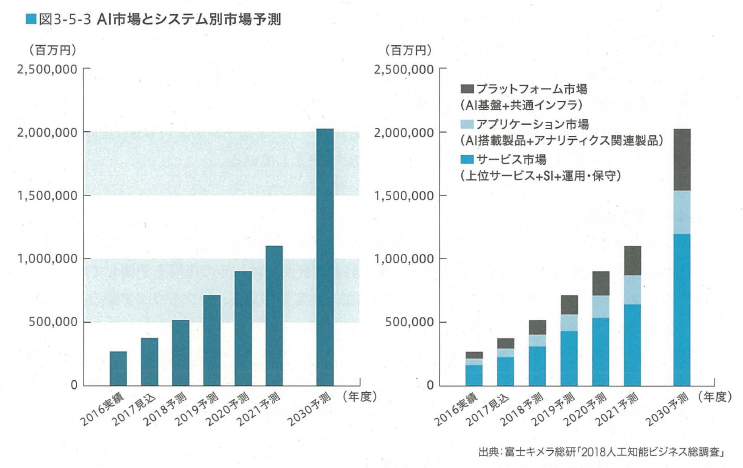 ■図3-5-3 AI市場とシステム別市場予測
(百万円)
2,500,000
2,000,000
1,500,000
1,000,000
500,000
0
2016実績
2017見込
2018予測
2019予測
2020予測
2021予測
2030予測
(年度)
(百万円)
2,500,000
2,000,000
1,500,000
1,000,000
500,000
0
■プラットフォーム市場
(AI基盤+共通インフラ)
■アプリケーション市場
(AI搭載製品+アナリティクス関連製品)
■サービス市場
(上位サービス+SI+運用・保守)
2016実績
2017見込
2018予測
2019予測
2020予測
2021予測
2030予測
(年度)
出典:富士キメラ総研「2018人工知能ビジネス総調査」